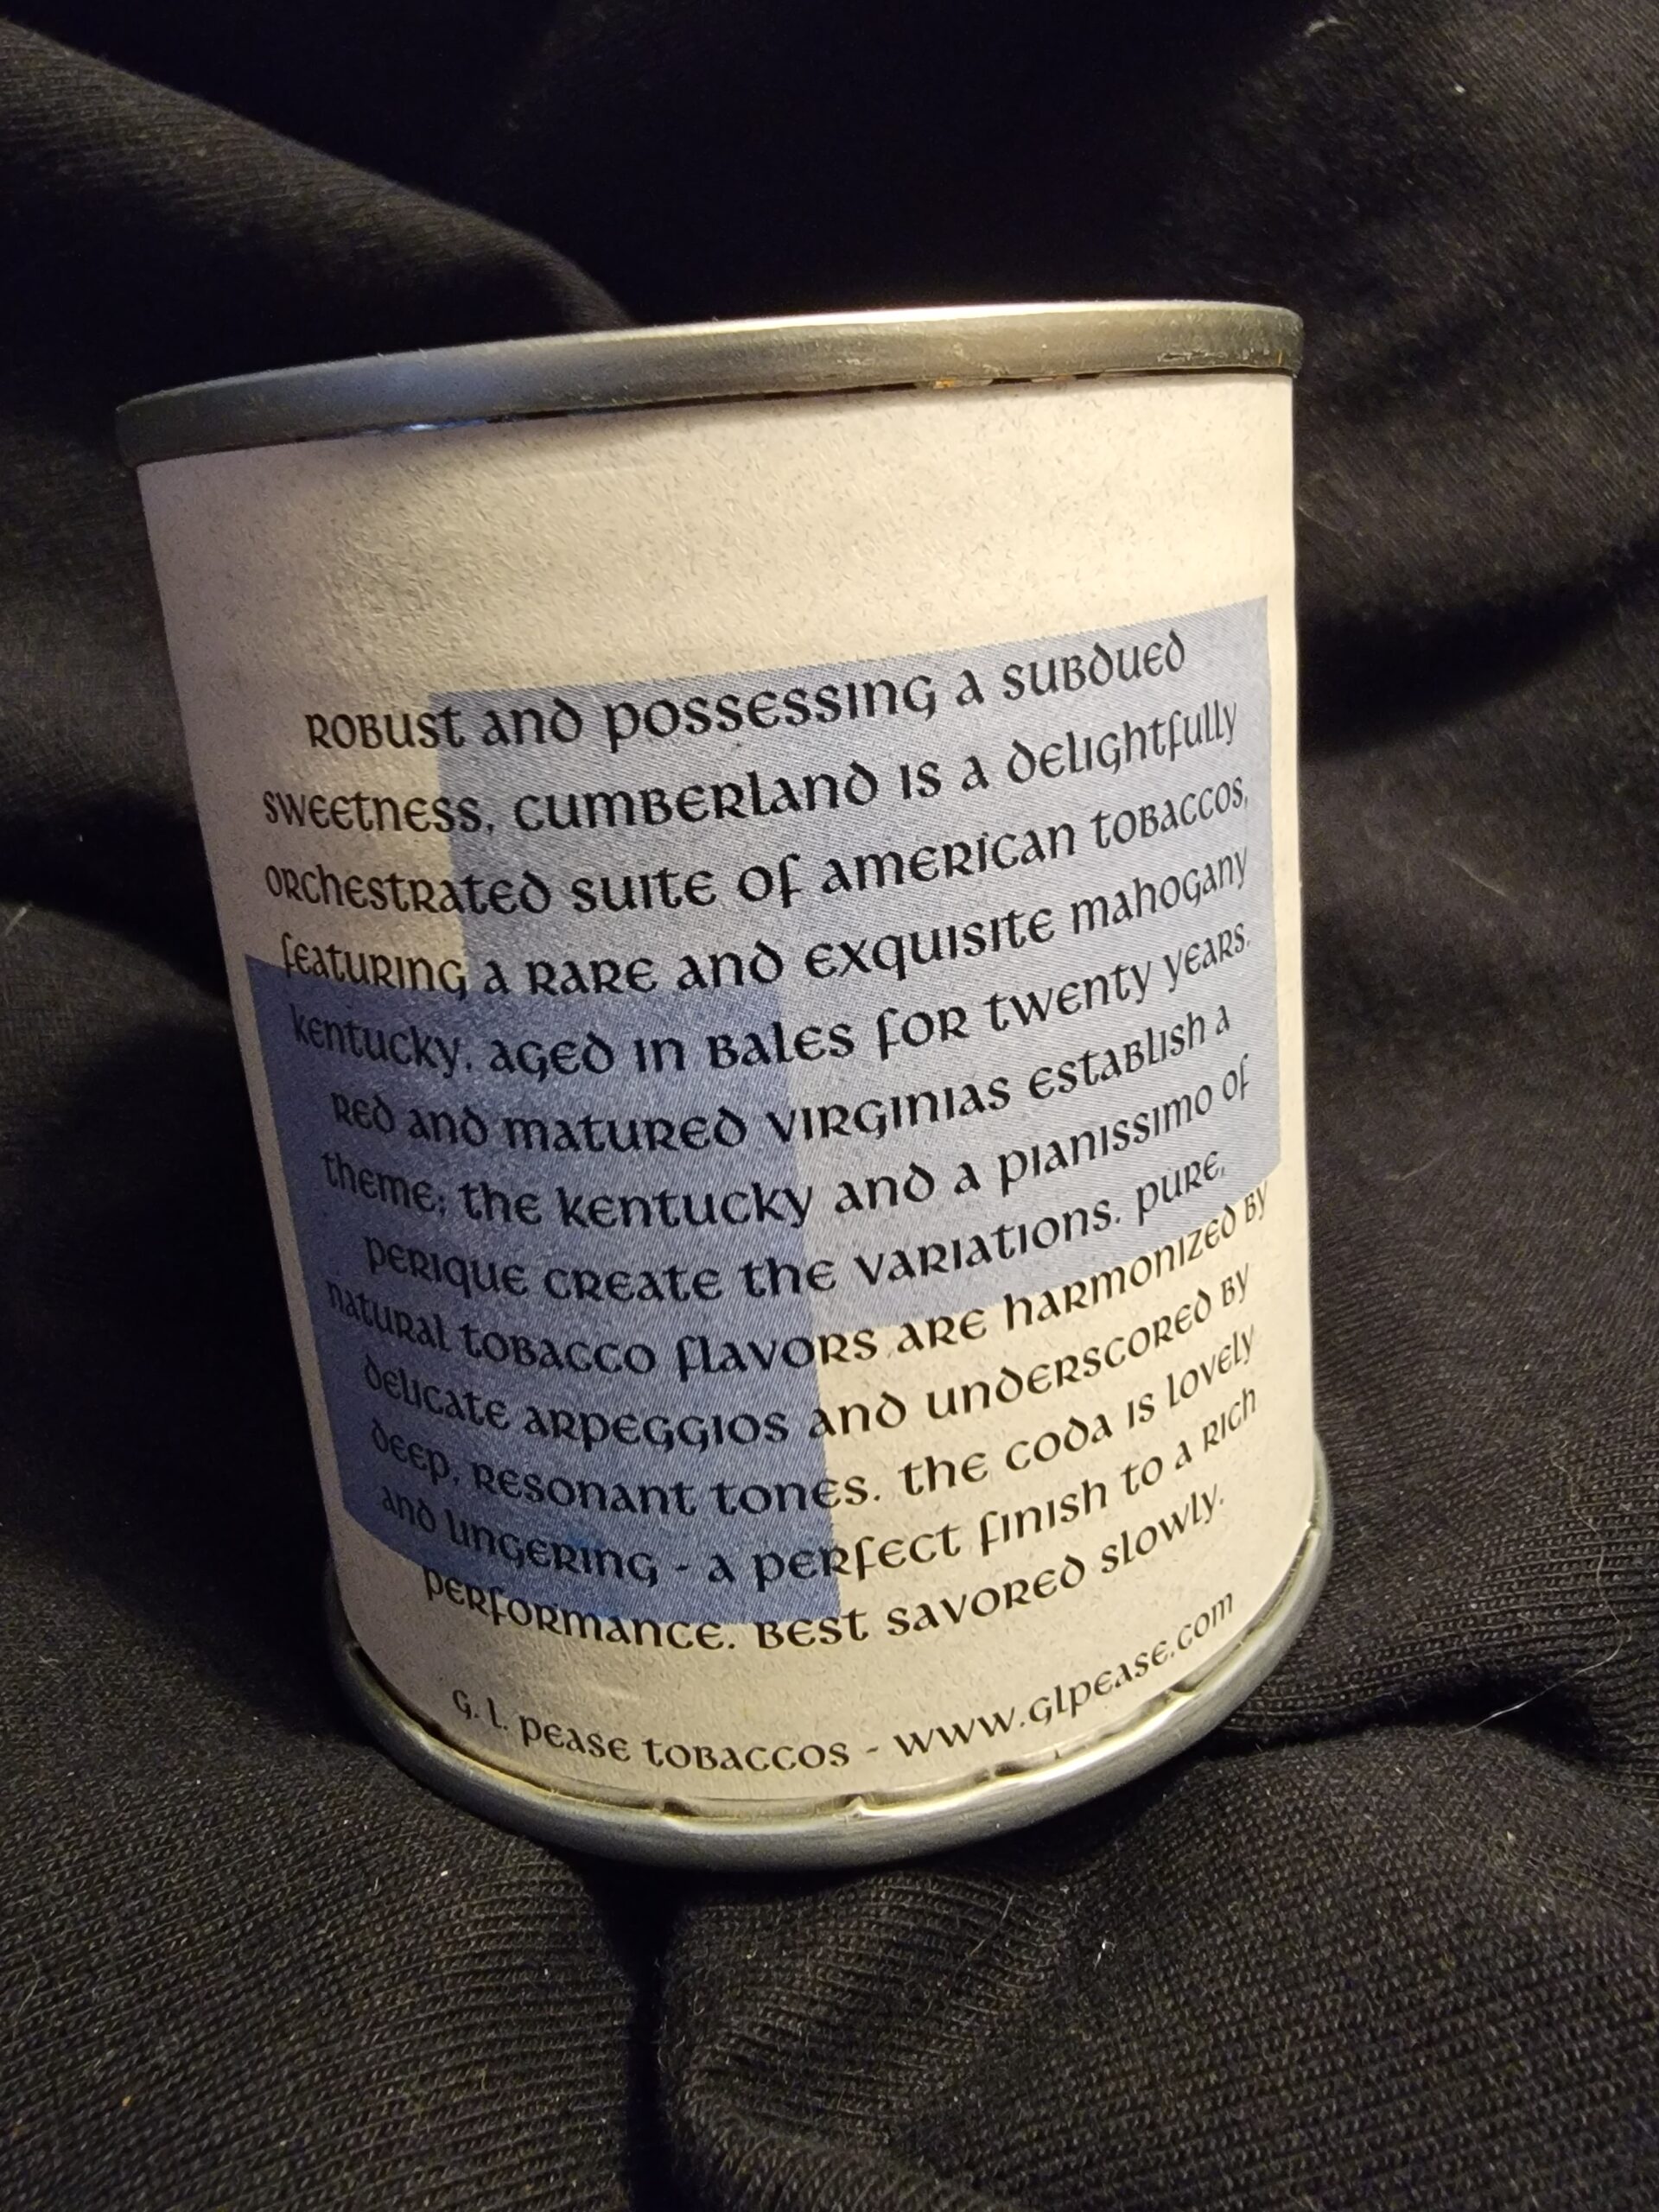 Robust and possessing a subdued
sweetness, Cumberland is a delightfully
orchestrated suite of American tobaccos,
featuring a rare and exquisite mahogany
Kentucky, aged in bales for twenty years.
Red and matured Virginias establish a
theme; the Kentucky and a pianissimo of
perique create the variations. Pure,
natural tobacco flavors are harmonized by
delicate arpeggios and underscored by
deep, resonant tones. The coda is lovely
and lingering - a perfect finish to a rich
performance. Best savored slowly.
G. L. Pease Tobaccos - www.glpease.com